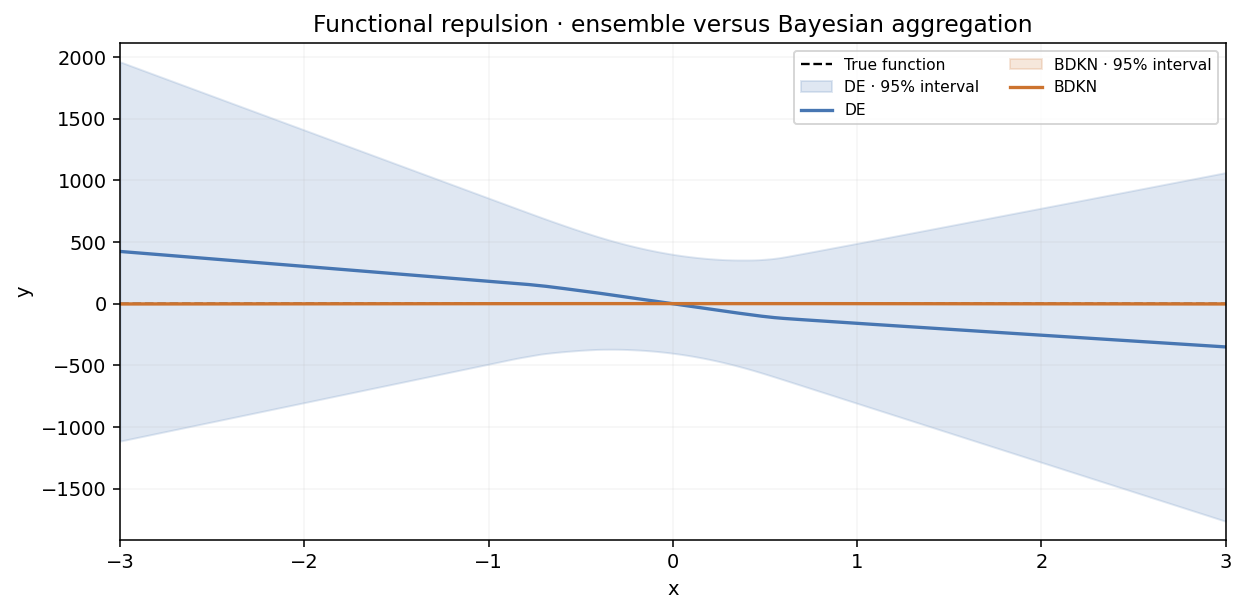 Functional repulsion · ensemble versus Bayesian aggregation
True function
DE · 95% interval
DE
BDKN · 95% interval
BDKN
y
2000
1500
1000
500
0
−500
−1000
−1500
−3
−2
−1
0
1
2
3
x